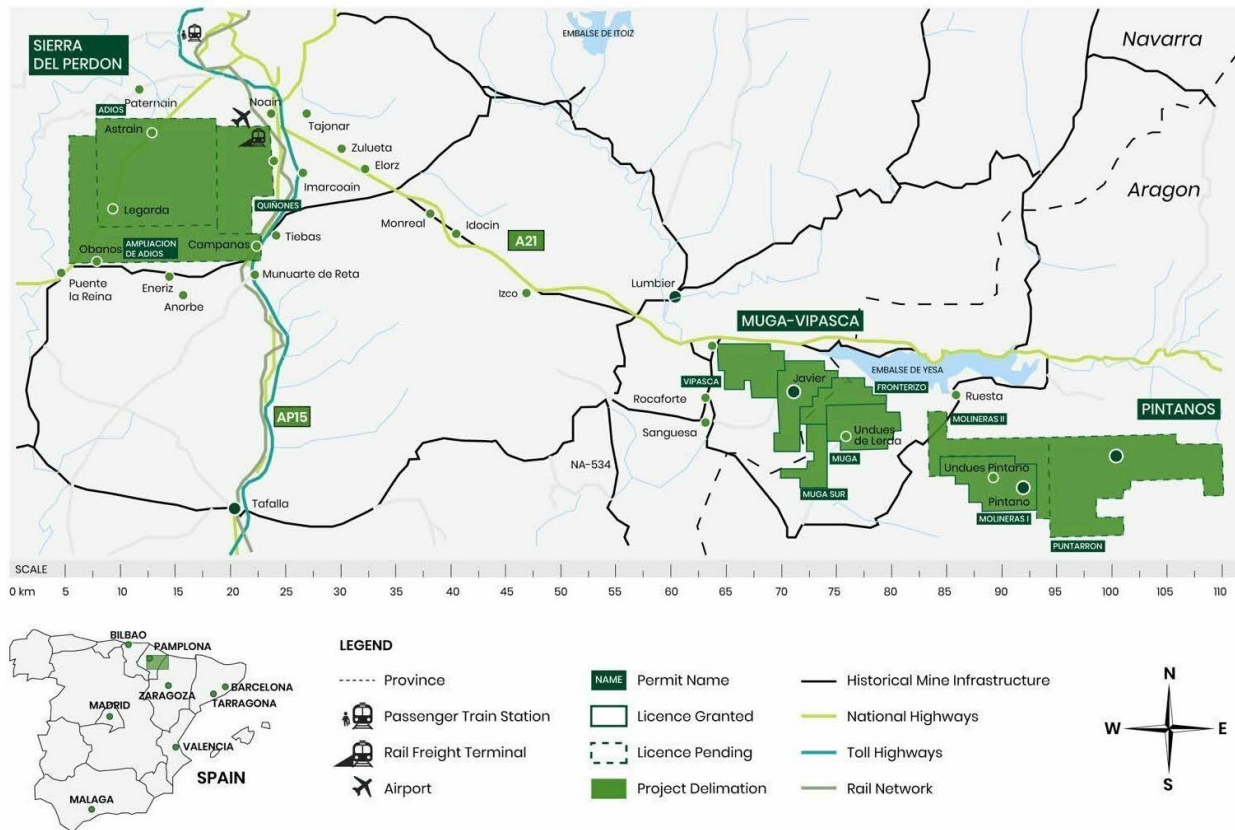 SIERRA
DEL PERDON
EMBALSE DE ITOIZ
Navarra
Aragon
Paternain
ADIOS
Astrain
Noain
Tajonar
Zulueta
Elorz
Imarcoain
Legarda
QUIÑONES
Monreal
Idocin
A21
Obanos
AMPLIACION
DE ADIOS
Campanas
Tiebas
Puente
la Reina
Eneriz
Anorbe
Munuarte de Reta
Izco
Lumbier
MUGA-VIPASCA
EMBALSE DE YESA
VIPASCA
Javier
FRONTERIZO
Rocaforte
Ruesta
PINTANOS
AP15
Sanguesa
Undues
de Lerda
MOLINERAS II
MUGA
NA-534
MUGA SUR
Undues Pintano
Pintano
MOLINERAS I
Tafalla
PUNTARRON
SCALE
0 km 5 10 15 20 25 30 35 40 45 50 55 60 65 70 75 80 85 90 95 100 105 110
BILBAO
PAMPLONA
ZARAGOZA
BARCELONA
TARRAGONA
MADRID
VALENCIA
SPAIN
MALAGA
LEGEND
Province
Passenger Train Station
Rail Freight Terminal
Airport
NAME Permit Name
Licence Granted
Licence Pending
Project Delimation
Historical Mine Infrastructure
National Highways
Toll Highways
Rail Network
N
W E
S